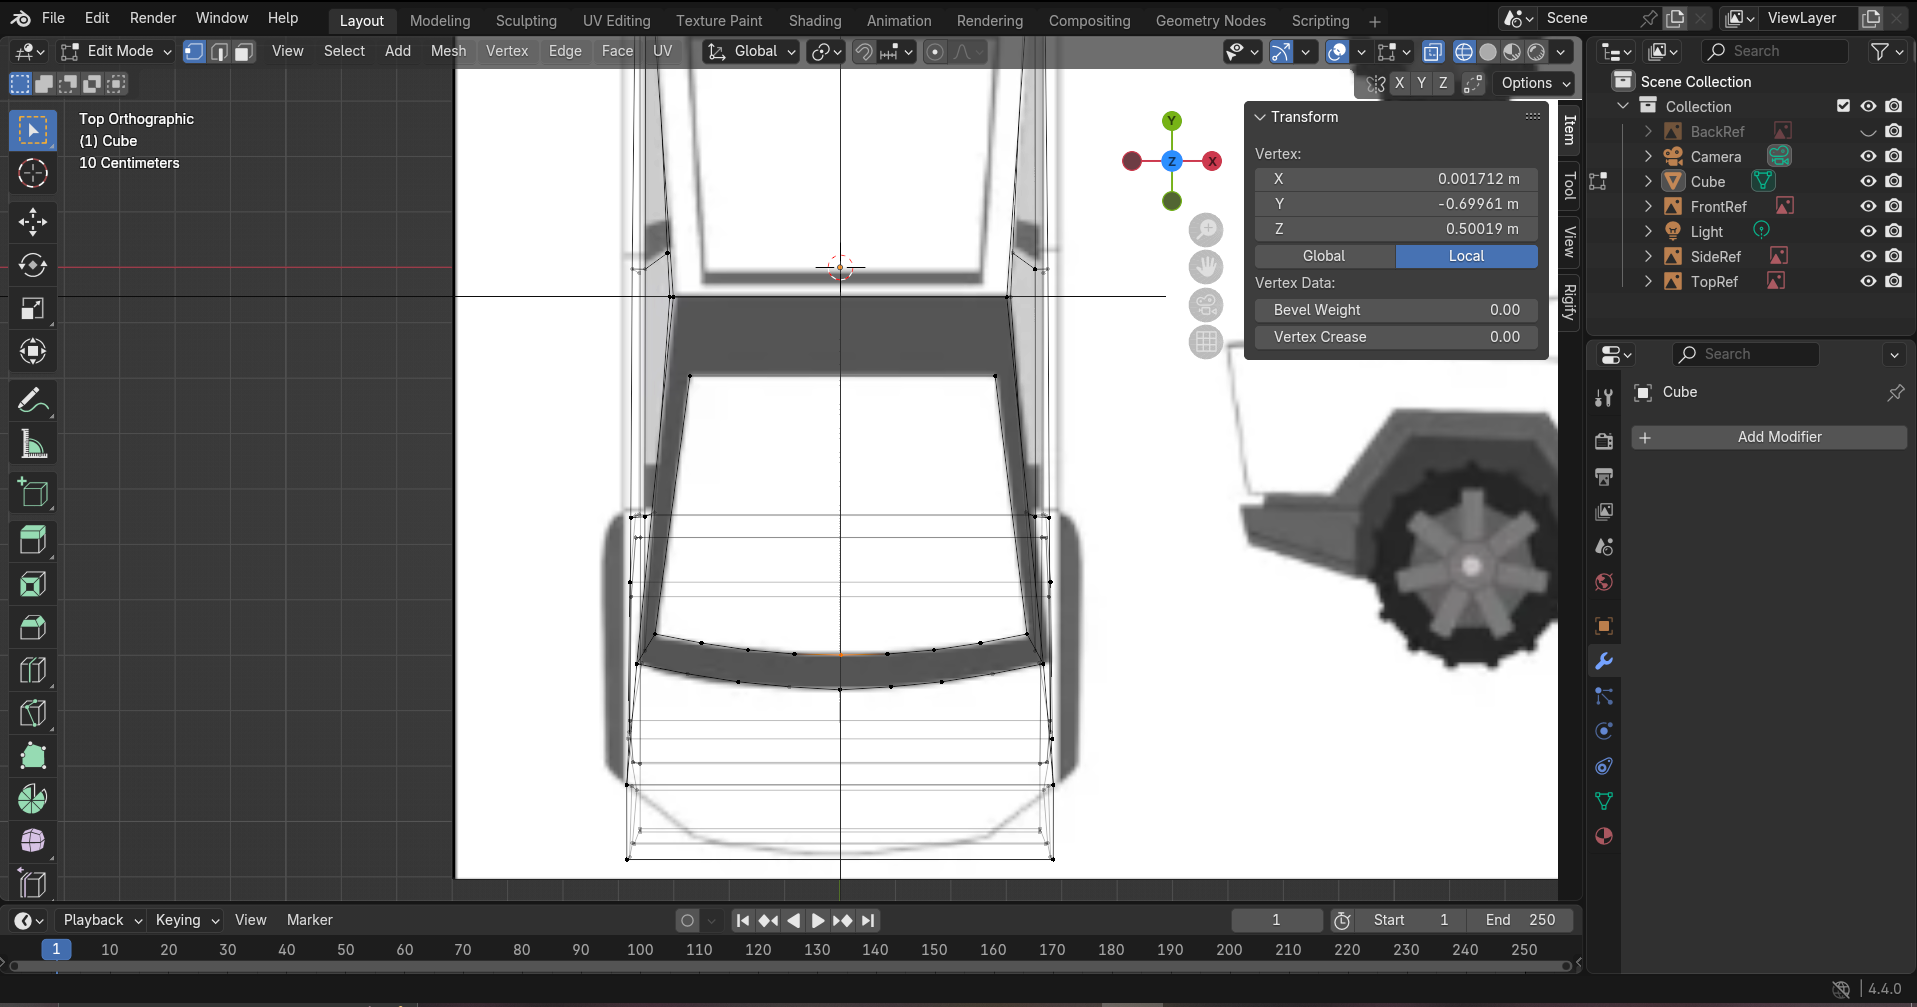 File Edit Render Window Help Layout Modeling Sculpting UV Editing Texture Paint Shading Animation Rendering Compositing Geometry Nodes Scripting + Scene ViewLayer
Edit Mode View Select Add Mesh Vertex Edge Face UV Global Search
X Y Z Options
Scene Collection
Collection
BackRef
Camera
Cube
FrontRef
Light
SideRef
TopRef
Top Orthographic
(1) Cube
10 Centimeters
Y
Z
X
Transform
Vertex:
X 0.001712 m
Y -0.69961 m
Z 0.50019 m
Global Local
Vertex Data:
Bevel Weight 0.00
Vertex Crease 0.00
Item
Tool
View
Rigify
Search
Cube
+ Add Modifier
Playback Keying View Marker 1 Start 1 End 250
1 10 20 30 40 50 60 70 80 90 100 110 120 130 140 150 160 170 180 190 200 210 220 230 240 250
4.4.0